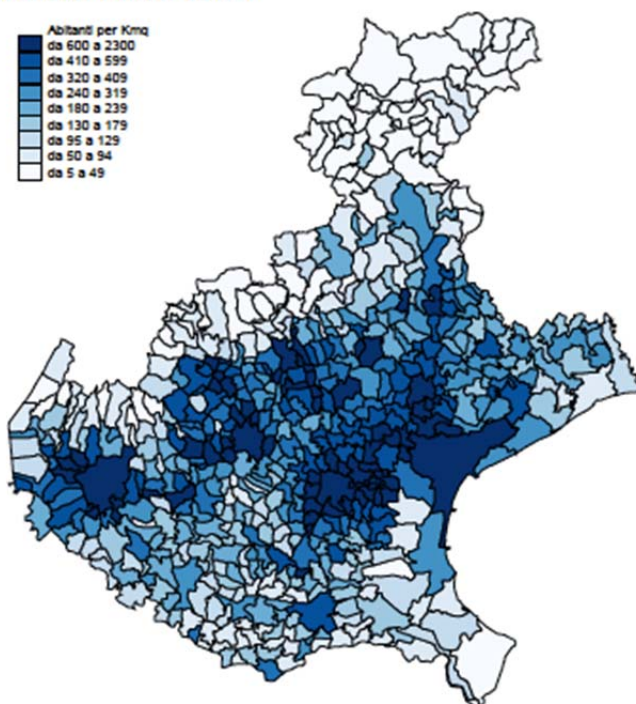 Abitanti per Kmq
da 600 a 2300
da 410 a 599
da 320 a 409
da 240 a 319
da 180 a 239
da 130 a 179
da 95 a 129
da 50 a 94
da 5 a 49